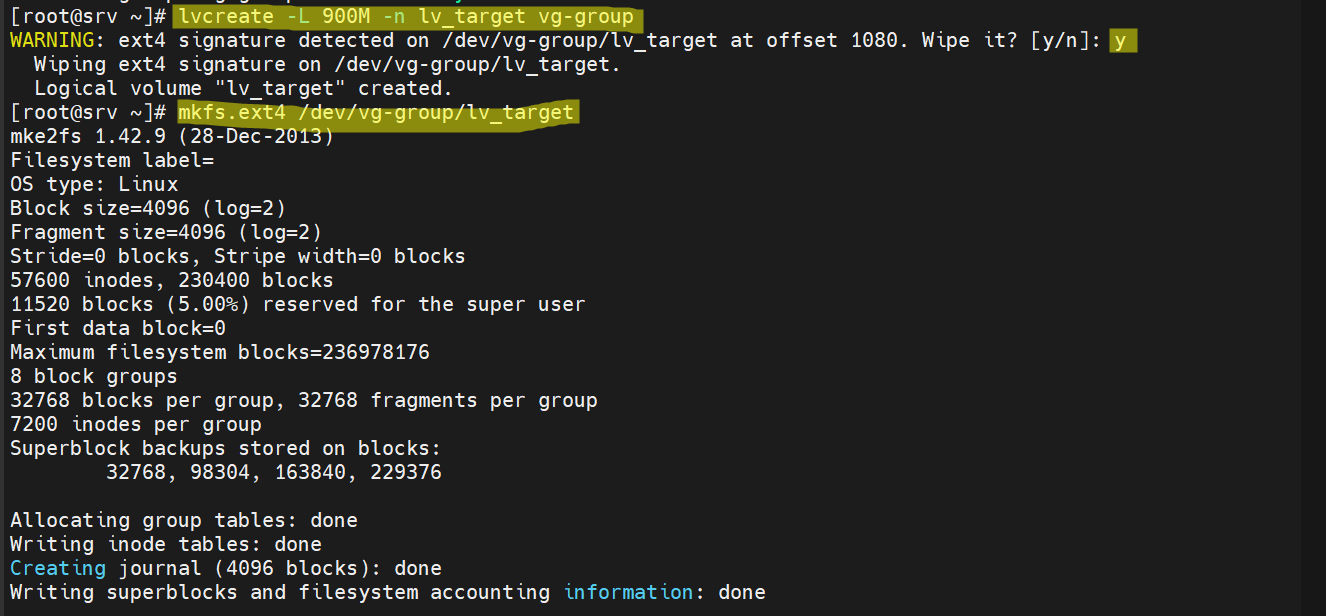 [root@srv ~]# lvcreate -L 900M -n lv_target vg-group
WARNING: ext4 signature detected on /dev/vg-group/lv_target at offset 1080. Wipe it? [y/n]: y
  Wiping ext4 signature on /dev/vg-group/lv_target.
  Logical volume "lv_target" created.
[root@srv ~]# mkfs.ext4 /dev/vg-group/lv_target
mke2fs 1.42.9 (28-Dec-2013)
Filesystem label=
OS type: Linux
Block size=4096 (log=2)
Fragment size=4096 (log=2)
Stride=0 blocks, Stripe width=0 blocks
57600 inodes, 230400 blocks
11520 blocks (5.00%) reserved for the super user
First data block=0
Maximum filesystem blocks=236978176
8 block groups
32768 blocks per group, 32768 fragments per group
7200 inodes per group
Superblock backups stored on blocks:
        32768, 98304, 163840, 229376

Allocating group tables: done
Writing inode tables: done
Creating journal (4096 blocks): done
Writing superblocks and filesystem accounting information: done